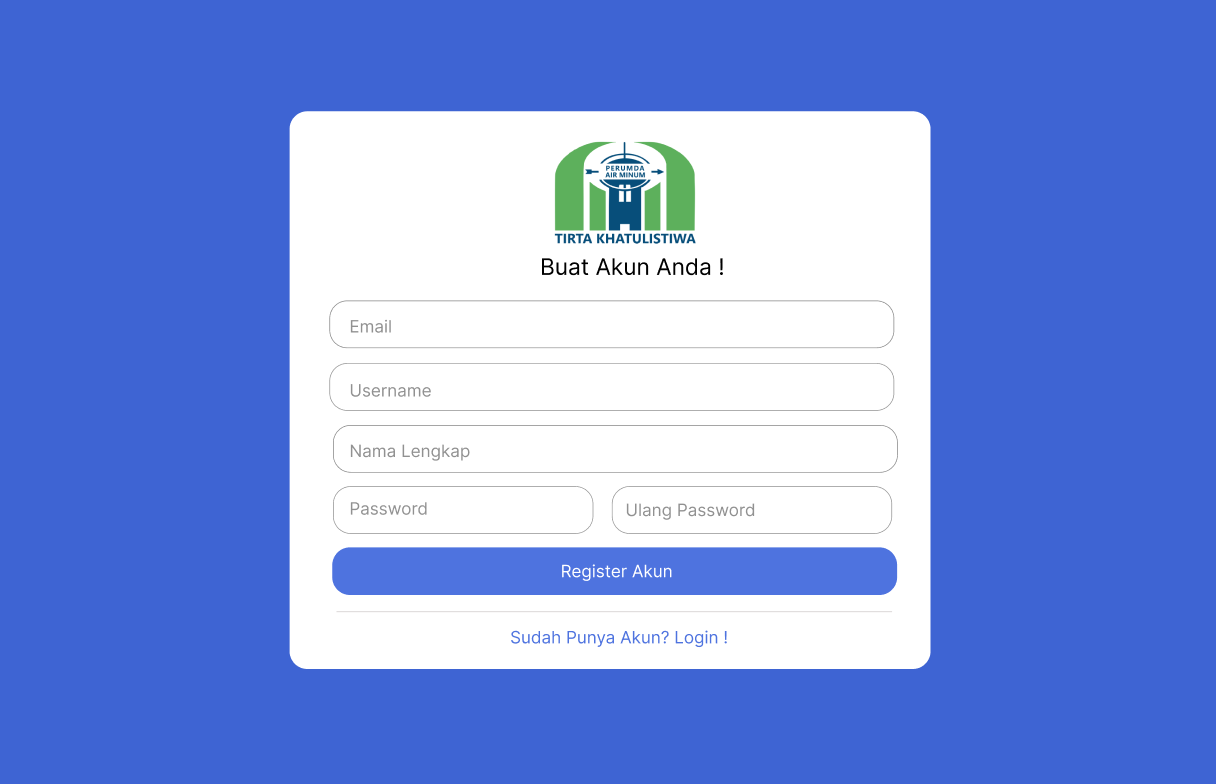 PERUMDA
AIR MINUM
TIRTA KHATULISTIWA
Buat Akun Anda !
Email
Username
Nama Lengkap
Password
Ulang Password
Register Akun
Sudah Punya Akun? Login !